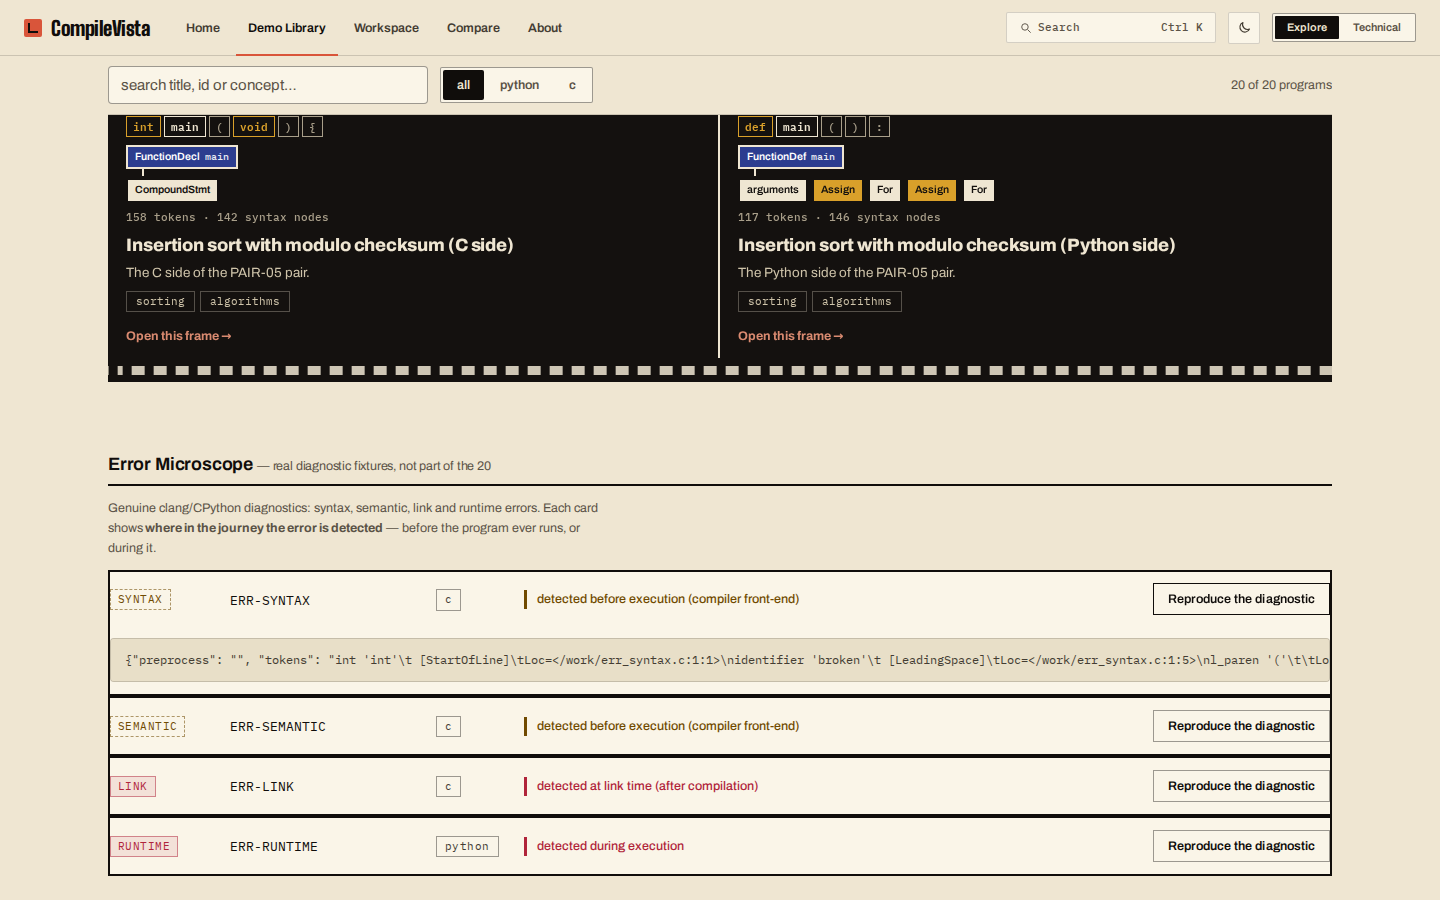 CompileVista
Home Demo Library Workspace Compare About
Search Ctrl K
Explore Technical
search title, id or concept...
all python c
20 of 20 programs
int main ( void ) {
FunctionDecl main
CompoundStmt
158 tokens · 142 syntax nodes
Insertion sort with modulo checksum (C side)
The C side of the PAIR-05 pair.
sorting algorithms
Open this frame →
def main ( ) :
FunctionDef main
arguments Assign For Assign For
117 tokens · 146 syntax nodes
Insertion sort with modulo checksum (Python side)
The Python side of the PAIR-05 pair.
sorting algorithms
Open this frame →
Error Microscope — real diagnostic fixtures, not part of the 20
Genuine clang/CPython diagnostics: syntax, semantic, link and runtime errors. Each card
shows where in the journey the error is detected — before the program ever runs, or
during it.
SYNTAX ERR-SYNTAX c detected before execution (compiler front-end) Reproduce the diagnostic
{"preprocess": "", "tokens": "int 'int'\t [StartOfLine]\tLoc=</work/err_syntax.c:1:1>\nidentifier 'broken'\t [LeadingSpace]\tLoc=</work/err_syntax.c:1:5>\nl_paren '('\t\tLo
SEMANTIC ERR-SEMANTIC c detected before execution (compiler front-end) Reproduce the diagnostic
LINK ERR-LINK c detected at link time (after compilation) Reproduce the diagnostic
RUNTIME ERR-RUNTIME python detected during execution Reproduce the diagnostic